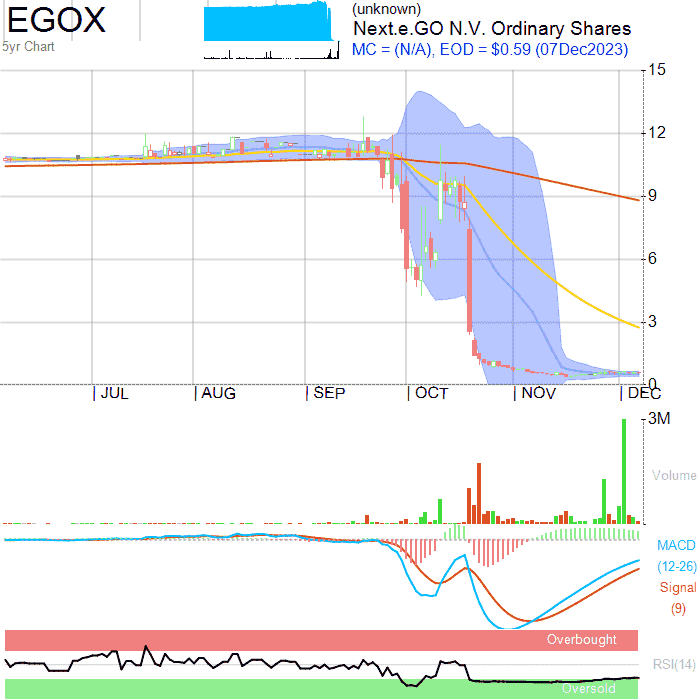 EGOX
5yr Chart
(unknown)
Next.e.GO N.V. Ordinary Shares
MC = (N/A), EOD = $0.59 (07Dec2023)
15
12
9
6
3
0
JUL AUG SEP OCT NOV DEC
3M
Volume
MACD
(12-26)
Signal
(9)
Overbought
RSI(14)
Oversold